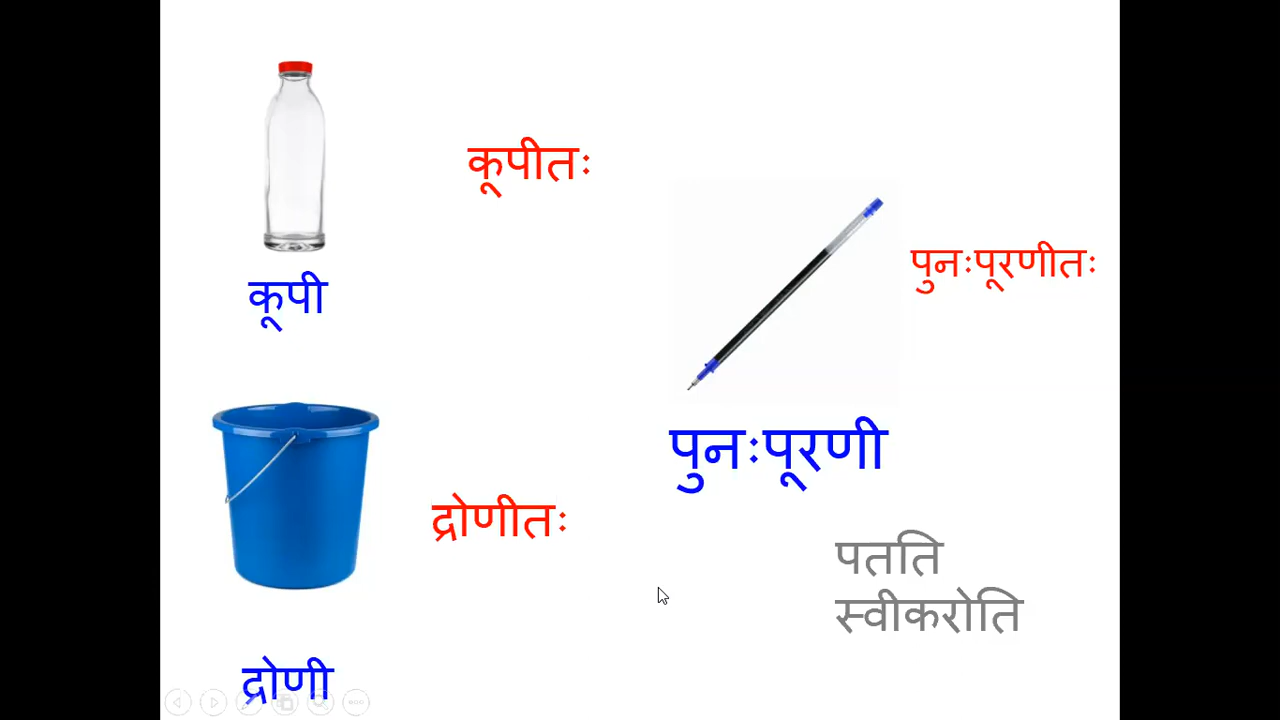 कूपीतः
कूपी
पुनःपूरणीतः
पुनःपूरणी
द्रोणीतः
द्रोणी
पतति
स्वीकरोति